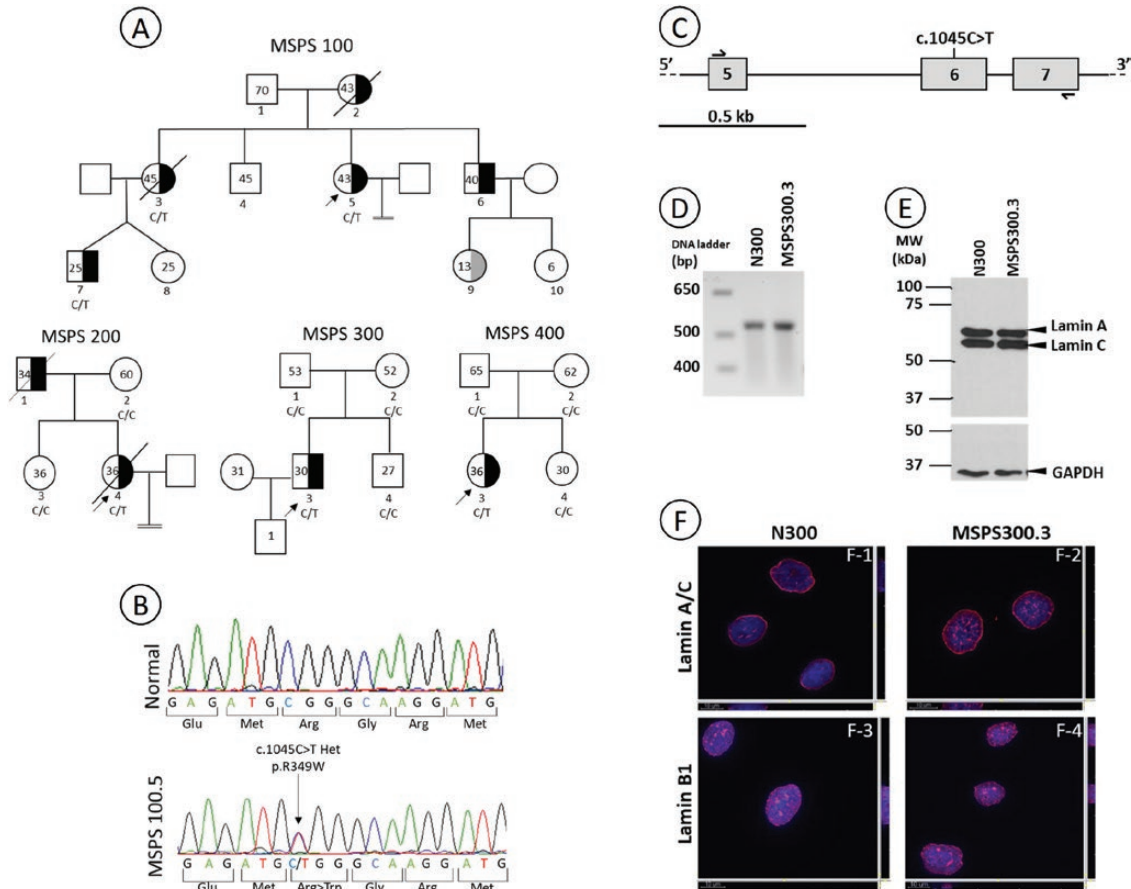 A
MSPS 100
70
1
43
2
45
3
C/T
45
4
43
5
C/T
40
6
25
7
C/T
25
8
13
9
6
10
MSPS 200
34
1
60
2
C/C
36
3
C/C
36
4
C/T
MSPS 300
53
1
C/C
52
2
C/C
31
30
3
C/T
27
4
C/C
1
MSPS 400
65
1
C/C
62
2
C/C
36
3
C/T
30
4
C/C
B
Normal
G A G A T G C G G G C A A G G A T G
Glu Met Arg Gly Arg Met
c.1045C>T Het
p.R349W
MSPS 100.5
G A G A T G C/T G G G C A A G G A T G
Glu Met Arg>Trp Gly Arg Met
C
c.1045C>T
5' 5 6 7 3"
0.5 kb
D
DNA ladder
(bp)
N300
MSPS300.3
650
500
400
E
MW
(kDa)
N300
MSPS300.3
100
75
50
37
Lamin A
Lamin C
50
37
GAPDH
F
N300 MSPS300.3
Lamin A/C
F-1
F-2
Lamin B1
F-3
F-4